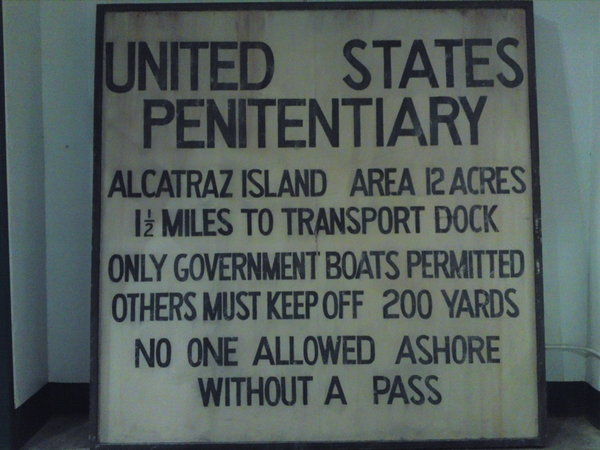 UNITED STATES
PENITENTIARY
ALCATRAZ ISLAND AREA 12 ACRES
1½ MILES TO TRANSPORT DOCK
ONLY GOVERNMENT BOATS PERMITTED
OTHERS MUST KEEP OFF 200 YARDS
NO ONE ALLOWED ASHORE
WITHOUT A PASS